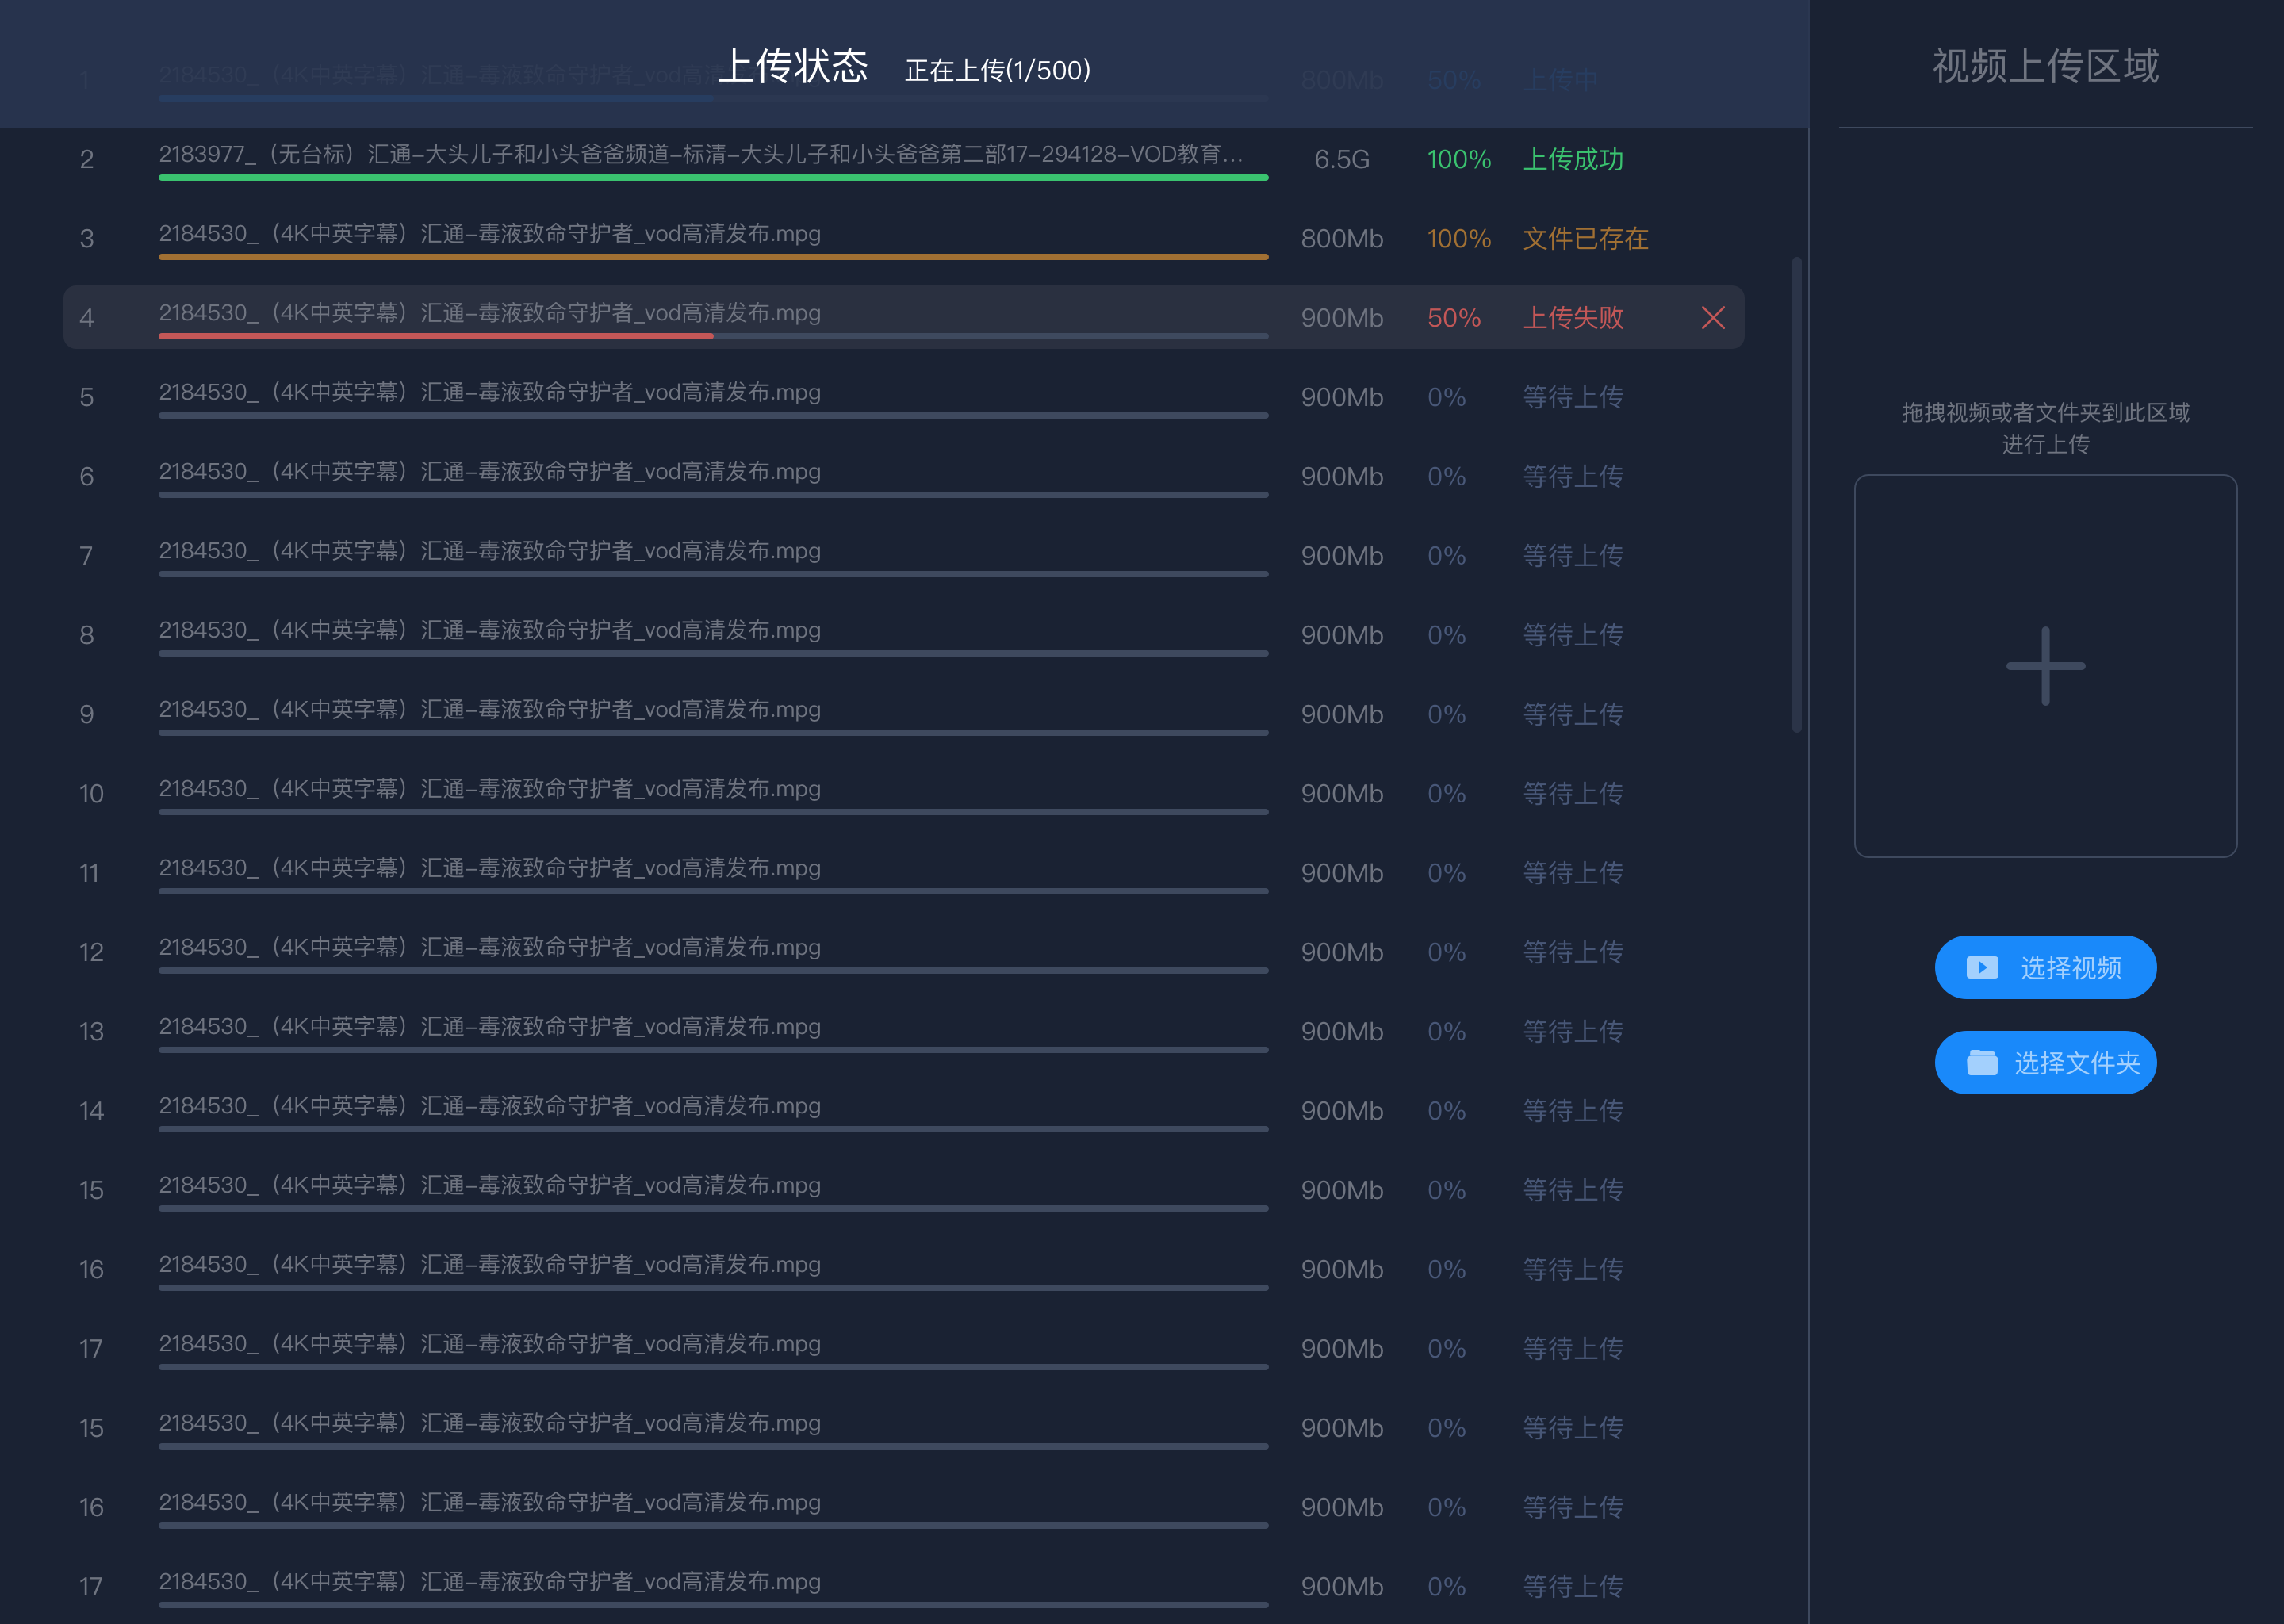 上传状态 正在上传(1/500)
1 2184530_（4K中英字幕）汇通-毒液致命守护者_vod高清 800Mb 50% 上传中
2 2183977_（无台标）汇通-大头儿子和小头爸爸频道-标清-大头儿子和小头爸爸第二部17-294128-VOD教育... 6.5G 100% 上传成功
3 2184530_（4K中英字幕）汇通-毒液致命守护者_vod高清发布.mpg 800Mb 100% 文件已存在
4 2184530_（4K中英字幕）汇通-毒液致命守护者_vod高清发布.mpg 900Mb 50% 上传失败
5 2184530_（4K中英字幕）汇通-毒液致命守护者_vod高清发布.mpg 900Mb 0% 等待上传
6 2184530_（4K中英字幕）汇通-毒液致命守护者_vod高清发布.mpg 900Mb 0% 等待上传
7 2184530_（4K中英字幕）汇通-毒液致命守护者_vod高清发布.mpg 900Mb 0% 等待上传
8 2184530_（4K中英字幕）汇通-毒液致命守护者_vod高清发布.mpg 900Mb 0% 等待上传
9 2184530_（4K中英字幕）汇通-毒液致命守护者_vod高清发布.mpg 900Mb 0% 等待上传
10 2184530_（4K中英字幕）汇通-毒液致命守护者_vod高清发布.mpg 900Mb 0% 等待上传
11 2184530_（4K中英字幕）汇通-毒液致命守护者_vod高清发布.mpg 900Mb 0% 等待上传
12 2184530_（4K中英字幕）汇通-毒液致命守护者_vod高清发布.mpg 900Mb 0% 等待上传
13 2184530_（4K中英字幕）汇通-毒液致命守护者_vod高清发布.mpg 900Mb 0% 等待上传
14 2184530_（4K中英字幕）汇通-毒液致命守护者_vod高清发布.mpg 900Mb 0% 等待上传
15 2184530_（4K中英字幕）汇通-毒液致命守护者_vod高清发布.mpg 900Mb 0% 等待上传
16 2184530_（4K中英字幕）汇通-毒液致命守护者_vod高清发布.mpg 900Mb 0% 等待上传
17 2184530_（4K中英字幕）汇通-毒液致命守护者_vod高清发布.mpg 900Mb 0% 等待上传
15 2184530_（4K中英字幕）汇通-毒液致命守护者_vod高清发布.mpg 900Mb 0% 等待上传
16 2184530_（4K中英字幕）汇通-毒液致命守护者_vod高清发布.mpg 900Mb 0% 等待上传
17 2184530_（4K中英字幕）汇通-毒液致命守护者_vod高清发布.mpg 900Mb 0% 等待上传
视频上传区域
拖拽视频或者文件夹到此区域
进行上传
选择视频
选择文件夹